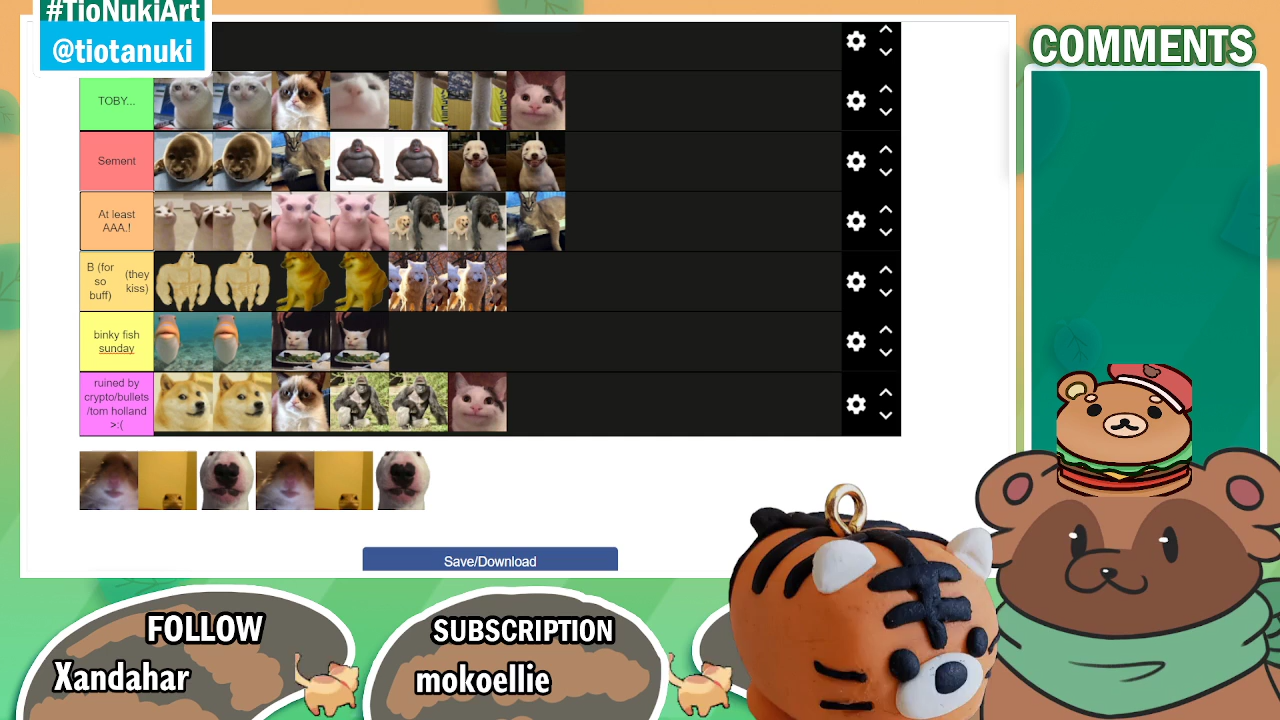 #TioNukiArt
@tiotanuki
COMMENTS
TOBY...
Sement
At least
AAA.!
B (for
so
buff)
(they
kiss)
binky fish
sunday
ruined by
crypto/bullets
/tom holland
>:(
Save/Download
FOLLOW
Xandahar
SUBSCRIPTION
mokoellie